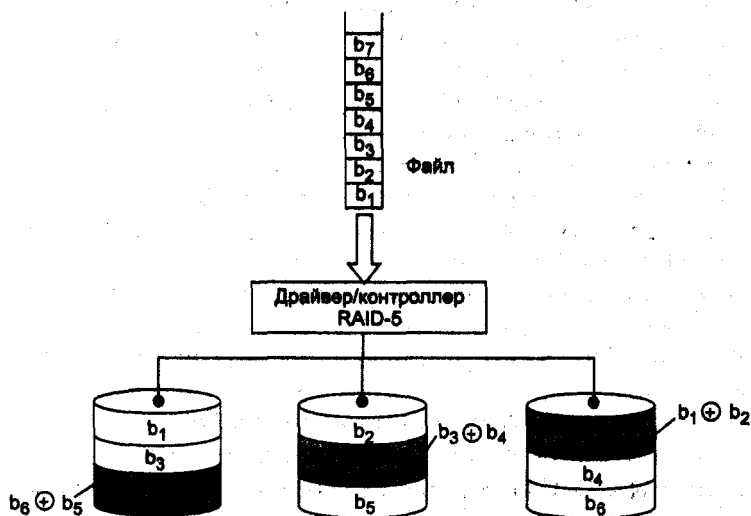 b₇
b₆
b₅
b₄
b₃
b₂
b₁
Файл
Драйвер/контроллер
RAID-5
b₁
b₃
b₆ ⊕ b₅
b₂
b₃ ⊕ b₄
b₅
b₁ ⊕ b₂
b₄
b₆